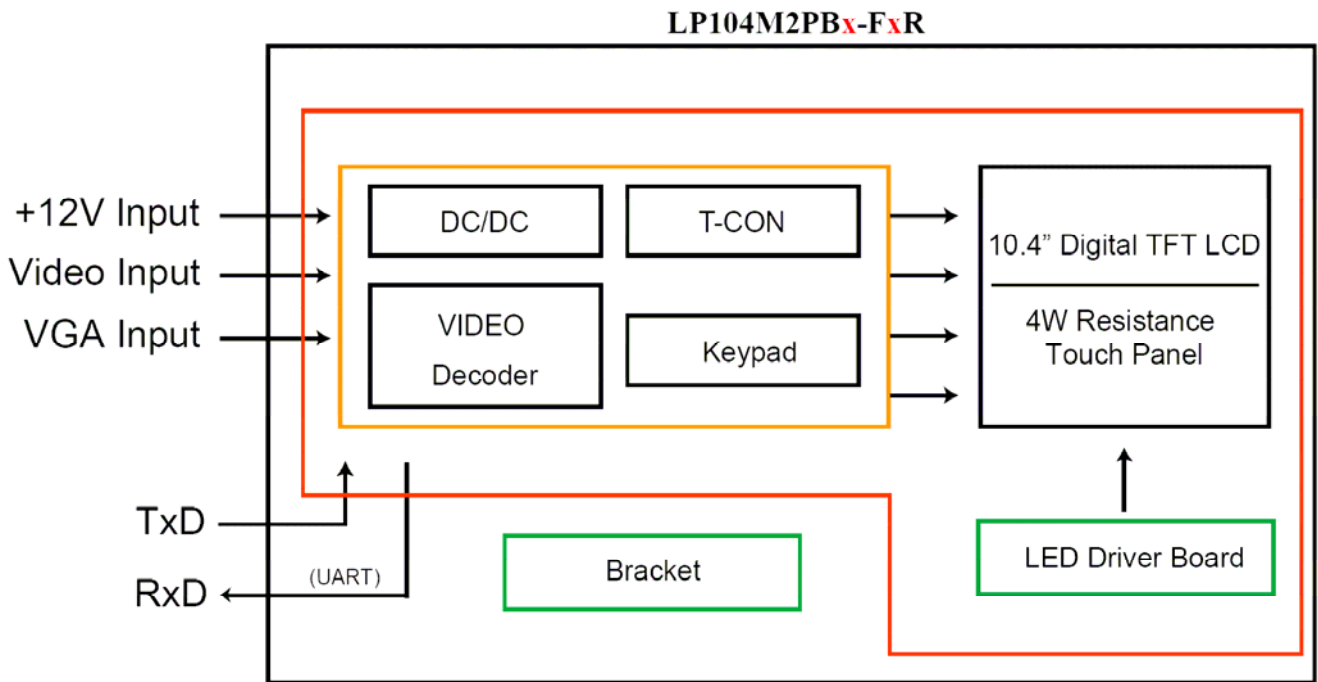 LP104M2PBx-FxR
+12V Input
Video Input
VGA Input
DC/DC
T-CON
VIDEO
Decoder
Keypad
10.4” Digital TFT LCD
4W Resistance
Touch Panel
TxD
RxD
(UART)
Bracket
LED Driver Board